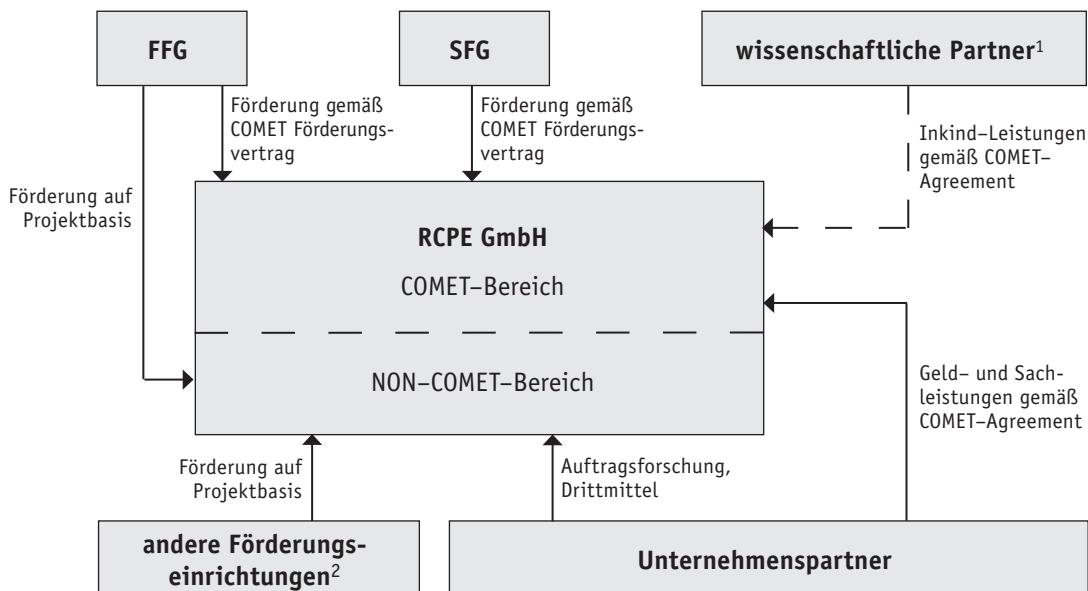 FFG
SFG
wissenschaftliche Partner¹
Förderung gemäß
COMET Förderungs-
vertrag
Förderung gemäß
COMET Förderungs-
vertrag
Inkind–Leistungen
gemäß COMET–
Agreement
Förderung auf
Projektbasis
RCPE GmbH
COMET–Bereich
NON–COMET–Bereich
Geld– und Sach-
leistungen gemäß
COMET–Agreement
Förderung auf
Projektbasis
Auftragsforschung,
Drittmittel
andere Förderungs-
einrichtungen²
Unternehmenspartner